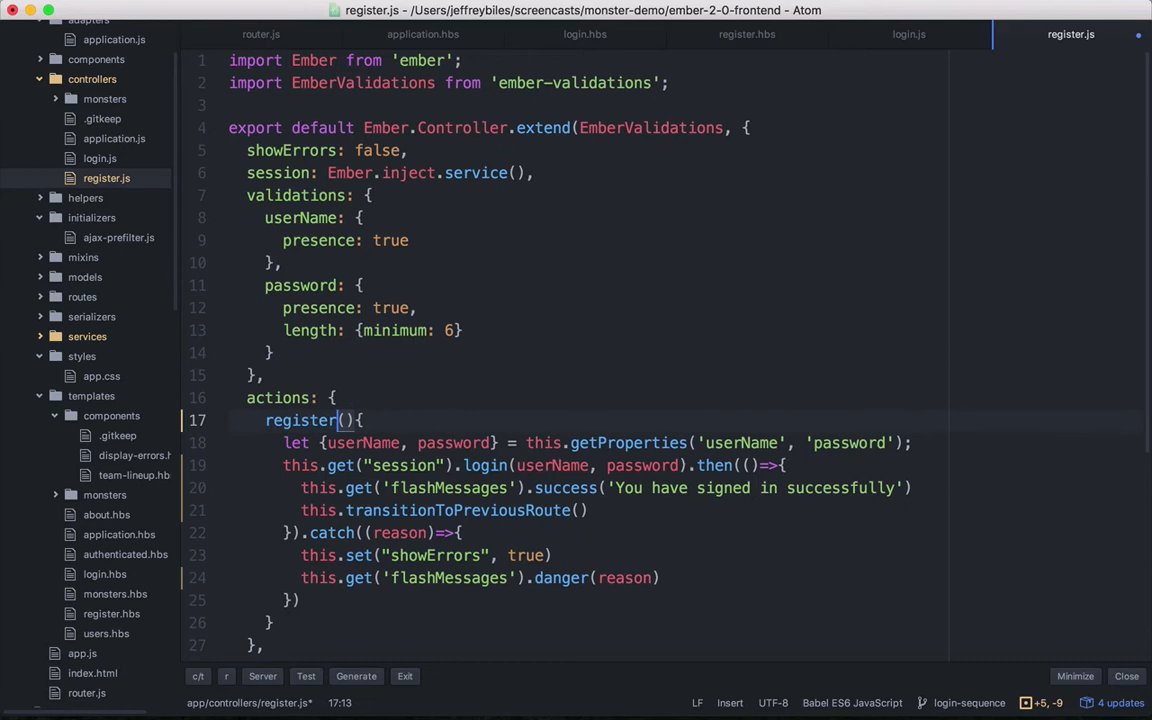 register.js - /Users/jeffreybiles/screencasts/monster-demo/ember-2-0-frontend - Atom
adapters
application.js
components
controllers
monsters
.gitkeep
application.js
login.js
register.js
helpers
initializers
ajax-prefilter.js
mixins
models
routes
serializers
services
styles
app.css
templates
components
.gitkeep
display-errors.h
team-lineup.hb
monsters
about.hbs
application.hbs
authenticated.hbs
login.hbs
monsters.hbs
register.hbs
users.hbs
app.js
index.html
router.js
router.js application.hbs login.hbs register.hbs login.js register.js
1 import Ember from 'ember';
2 import EmberValidations from 'ember-validations';
3
4 export default Ember.Controller.extend(EmberValidations, {
5 showErrors: false,
6 session: Ember.inject.service(),
7 validations: {
8 userName: {
9 presence: true
10 },
11 password: {
12 presence: true,
13 length: {minimum: 6}
14 }
15 },
16 actions: {
17 register(){
18 let {userName, password} = this.getProperties('userName', 'password');
19 this.get("session").login(userName, password).then(()=>{
20 this.get('flashMessages').success('You have signed in successfully')
21 this.transitionToPreviousRoute()
22 }).catch((reason)=>{
23 this.set("showErrors", true)
24 this.get('flashMessages').danger(reason)
25 })
26 }
27 },
c/t r Server Test Generate Exit Minimize Close
app/controllers/register.js* 17:13 LF Insert UTF-8 Babel ES6 JavaScript login-sequence +5, -9 4 updates